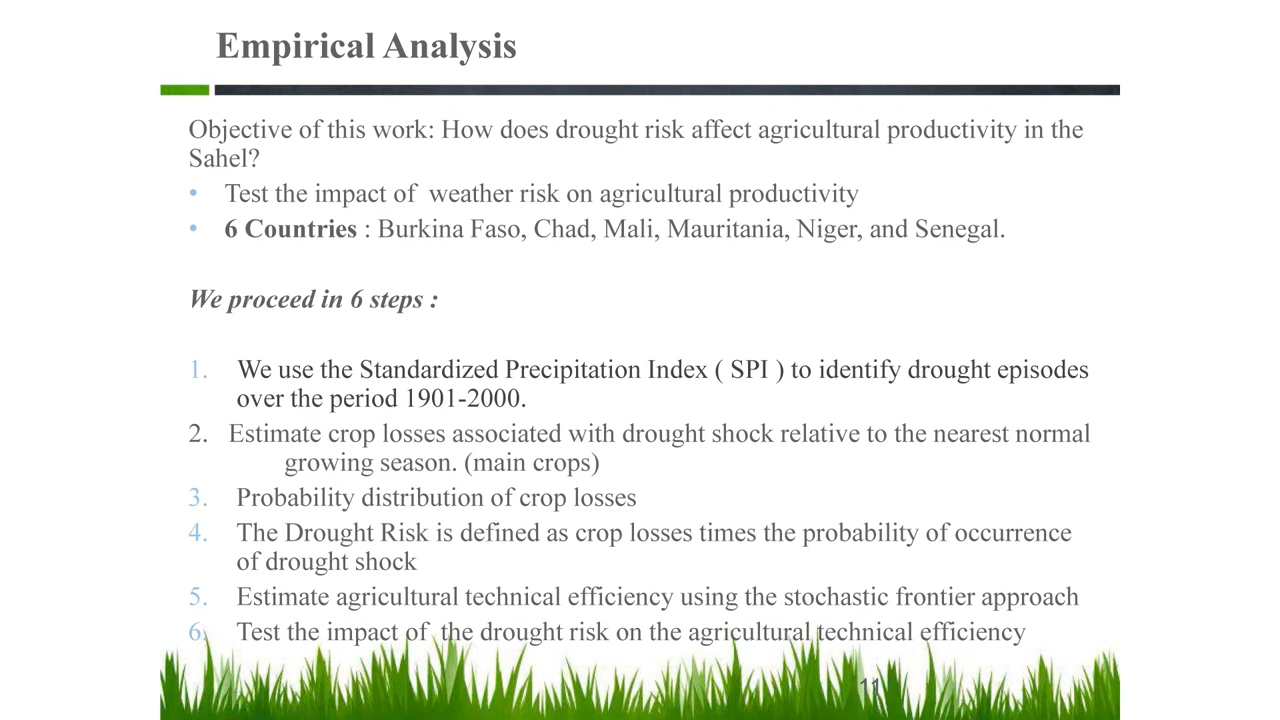 Empirical Analysis
Objective of this work: How does drought risk affect agricultural productivity in the
Sahel?
• Test the impact of weather risk on agricultural productivity
• 6 Countries : Burkina Faso, Chad, Mali, Mauritania, Niger, and Senegal.
We proceed in 6 steps :
1. We use the Standardized Precipitation Index ( SPI ) to identify drought episodes
over the period 1901-2000.
2. Estimate crop losses associated with drought shock relative to the nearest normal
growing season. (main crops)
3. Probability distribution of crop losses
4. The Drought Risk is defined as crop losses times the probability of occurrence
of drought shock
5. Estimate agricultural technical efficiency using the stochastic frontier approach
6. Test the impact of the drought risk on the agricultural technical efficiency
11